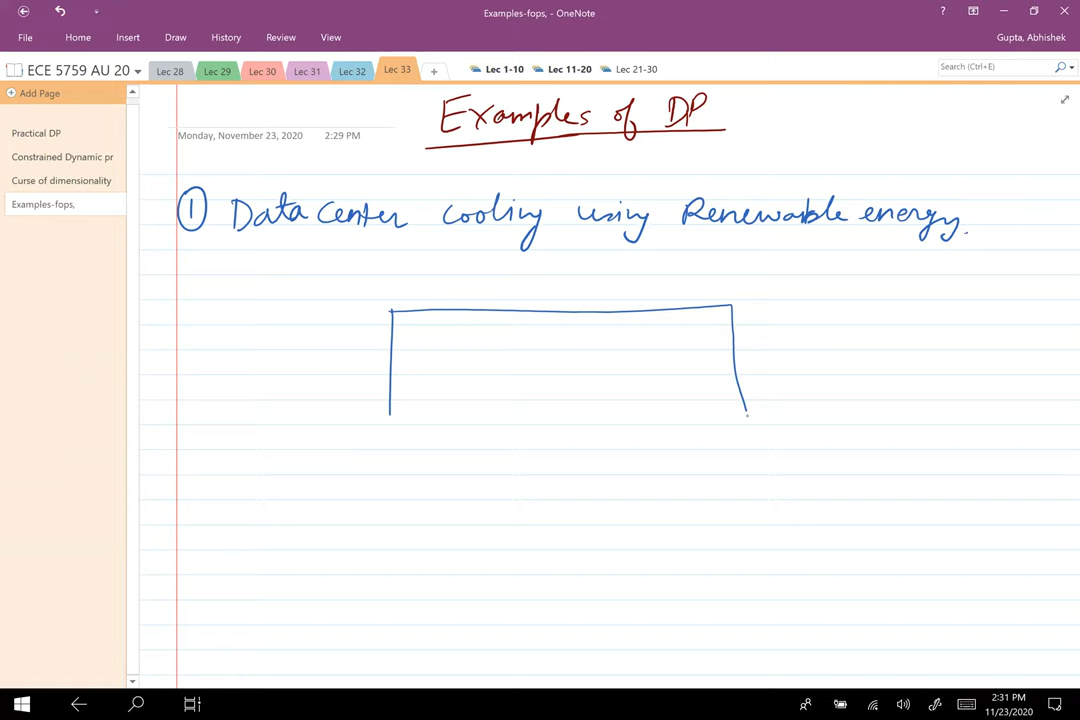 Examples-fops, - OneNote
?
File Home Insert Draw History Review View
Gupta, Abhishek
ECE 5759 AU 20
Lec 28 Lec 29 Lec 30 Lec 31 Lec 32 Lec 33 +
Lec 1-10 Lec 11-20 Lec 21-30
Search (Ctrl+E)
Add Page
Practical DP
Constrained Dynamic pr
Curse of dimensionality
Examples-fops,
Examples of DP
Monday, November 23, 2020 2:29 PM
① Data center cooling using Renewable energy.
2:31 PM
11/23/2020